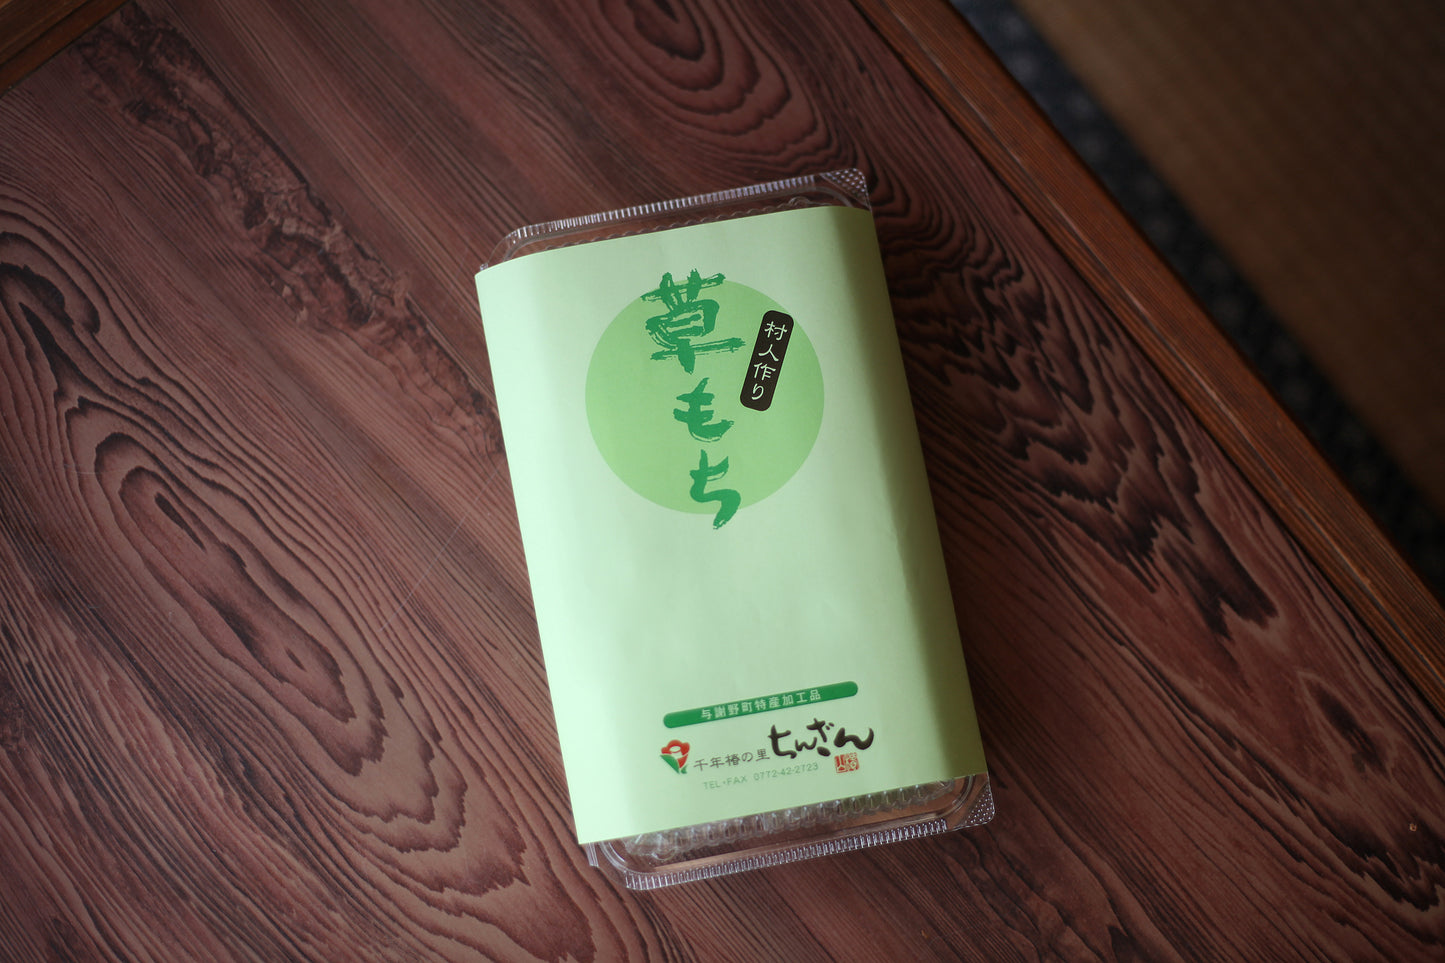 草もち
村人作り
与謝野町特産加工品
千年椿の里 ちんざん
TEL・FAX 0772-42-2723